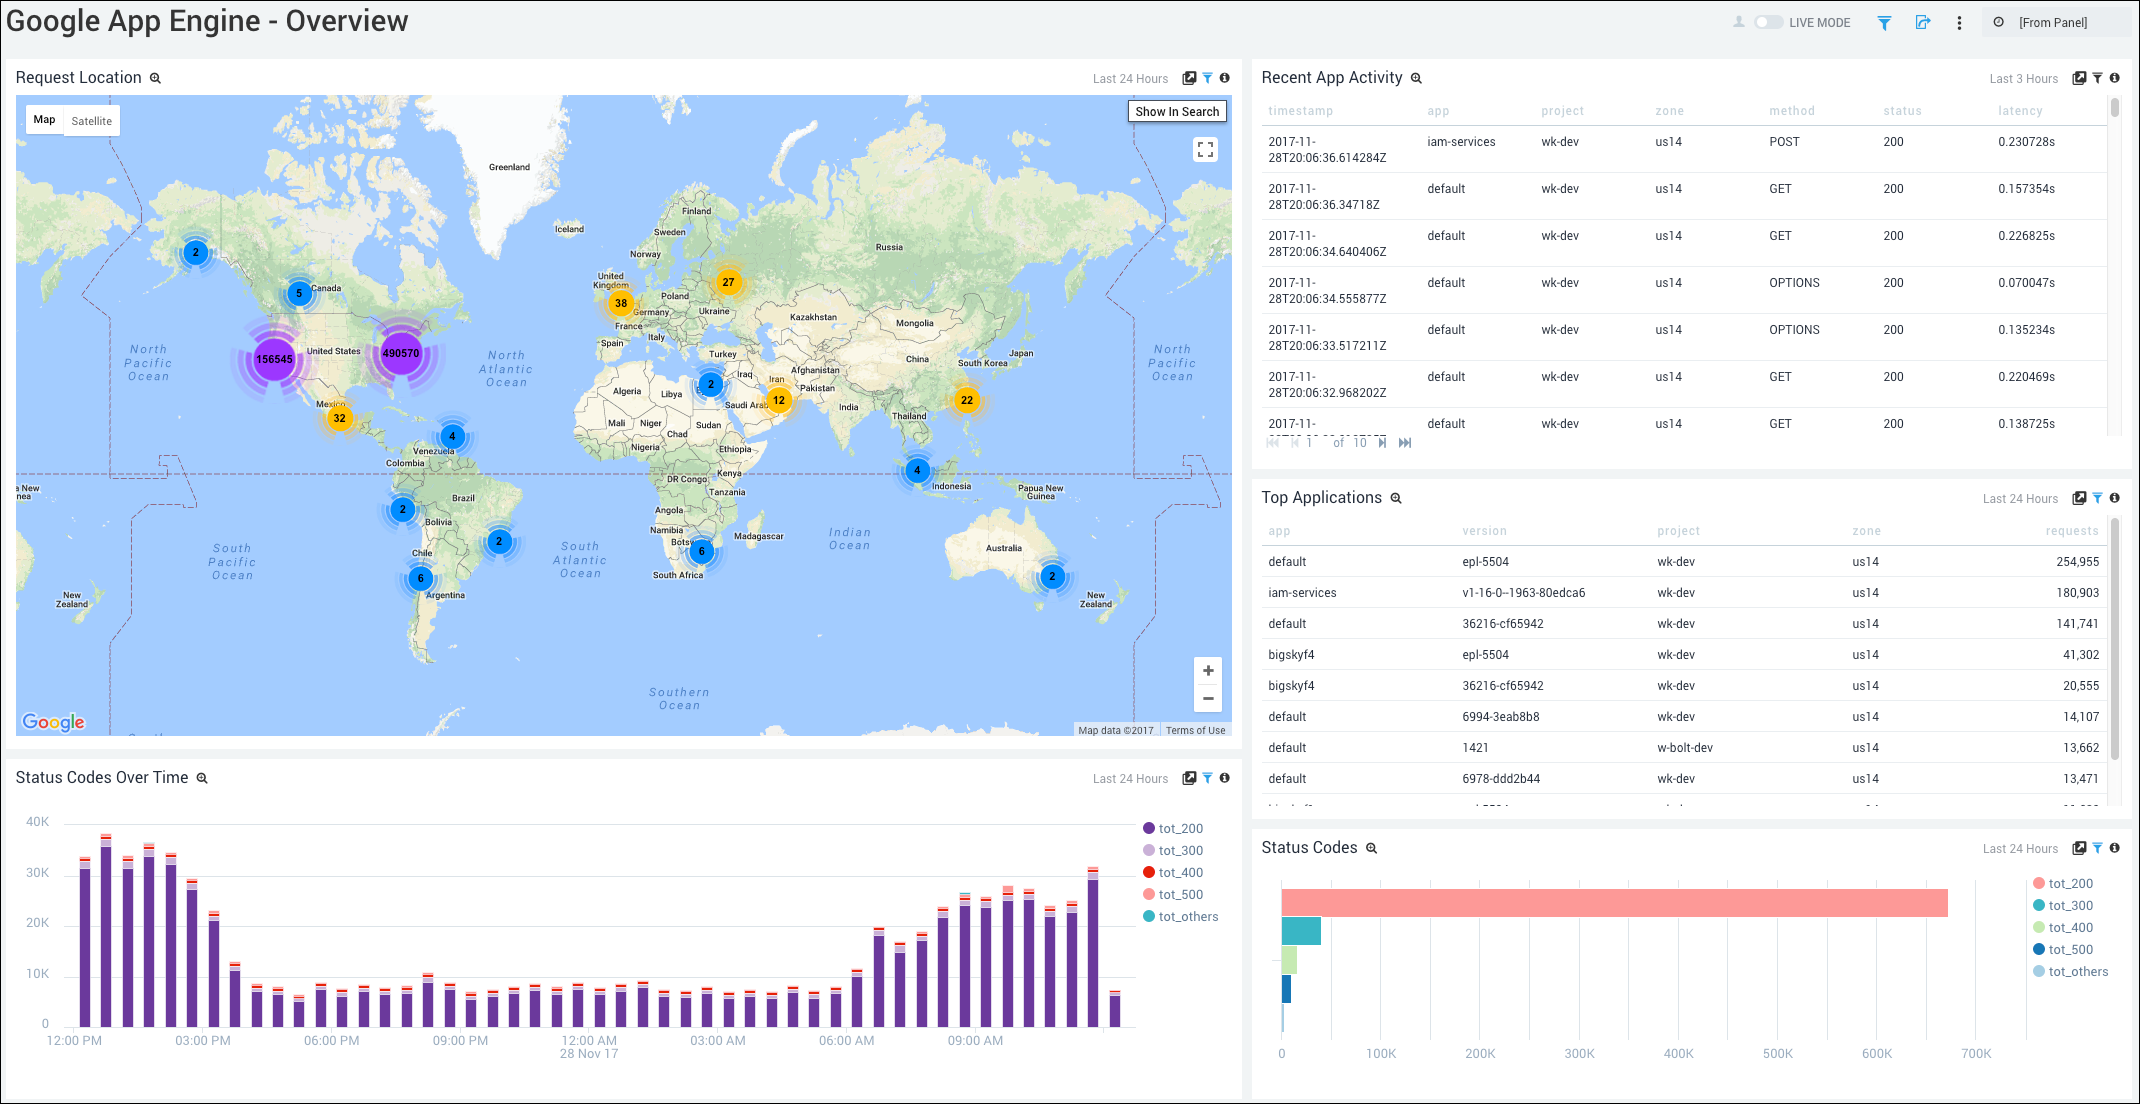 Google App Engine - Overview
LIVE MODE
[From Panel]
Request Location
Last 24 Hours
Map
Satellite
Show In Search
Greenland
Iceland
Finland
Sweden
Norway
Russia
United
Kingdom
Canada
Poland
Germany
Ukraine
France
Kazakhstan
Mongolia
Italy
Spain
United States
Turkey
China
Japan
South Korea
North
Pacific
Ocean
North
Atlantic
Ocean
North
Pacific
Ocean
Iraq
Iran
Afghanistan
Pakistan
Algeria
Libya
Saudi Arab
Mexico
India
Thailand
Mali
Niger
Chad
Sudan
Nigeria
Ethiopia
Venezuela
Colombia
DR Congo
Kenya
Tanzania
Indonesia
a New
nea
Papua New
Guinea
Brazil
Angola
Bolivia
Namibia
Botsw
Madagascar
Chile
South Africa
Argentina
Australia
New
Zealand
New
Zealand
South
Pacific
Ocean
South
Atlantic
Ocean
Indian
Ocean
Southern
Ocean
2
5
156545
490570
32
4
2
2
6
38
27
2
12
22
4
6
2
Google
Map data ©2017
Terms of Use
Recent App Activity
Last 3 Hours
timestamp app project zone method status latency
2017-11-28T20:06:36.614284Z iam-services wk-dev us14 POST 200 0.230728s
2017-11-28T20:06:36.34718Z default wk-dev us14 GET 200 0.157354s
2017-11-28T20:06:34.640406Z default wk-dev us14 GET 200 0.226825s
2017-11-28T20:06:34.555877Z default wk-dev us14 OPTIONS 200 0.070047s
2017-11-28T20:06:33.517211Z default wk-dev us14 OPTIONS 200 0.135234s
2017-11-28T20:06:32.968202Z default wk-dev us14 GET 200 0.220469s
2017-11- default wk-dev us14 GET 200 0.138725s
1 of 10
Top Applications
Last 24 Hours
app version project zone requests
default epl-5504 wk-dev us14 254,955
iam-services v1-16-0--1963-80edca6 wk-dev us14 180,903
default 36216-cf65942 wk-dev us14 141,741
bigskyf4 epl-5504 wk-dev us14 41,302
bigskyf4 36216-cf65942 wk-dev us14 20,555
default 6994-3eab8b8 wk-dev us14 14,107
default 1421 w-bolt-dev us14 13,662
default 6978-ddd2b44 wk-dev us14 13,471
Status Codes Over Time
Last 24 Hours
40K
30K
20K
10K
0
12:00 PM 03:00 PM 06:00 PM 09:00 PM 12:00 AM 03:00 AM 06:00 AM 09:00 AM
28 Nov 17
tot_200
tot_300
tot_400
tot_500
tot_others
Status Codes
Last 24 Hours
tot_200
tot_300
tot_400
tot_500
tot_others
0 100K 200K 300K 400K 500K 600K 700K